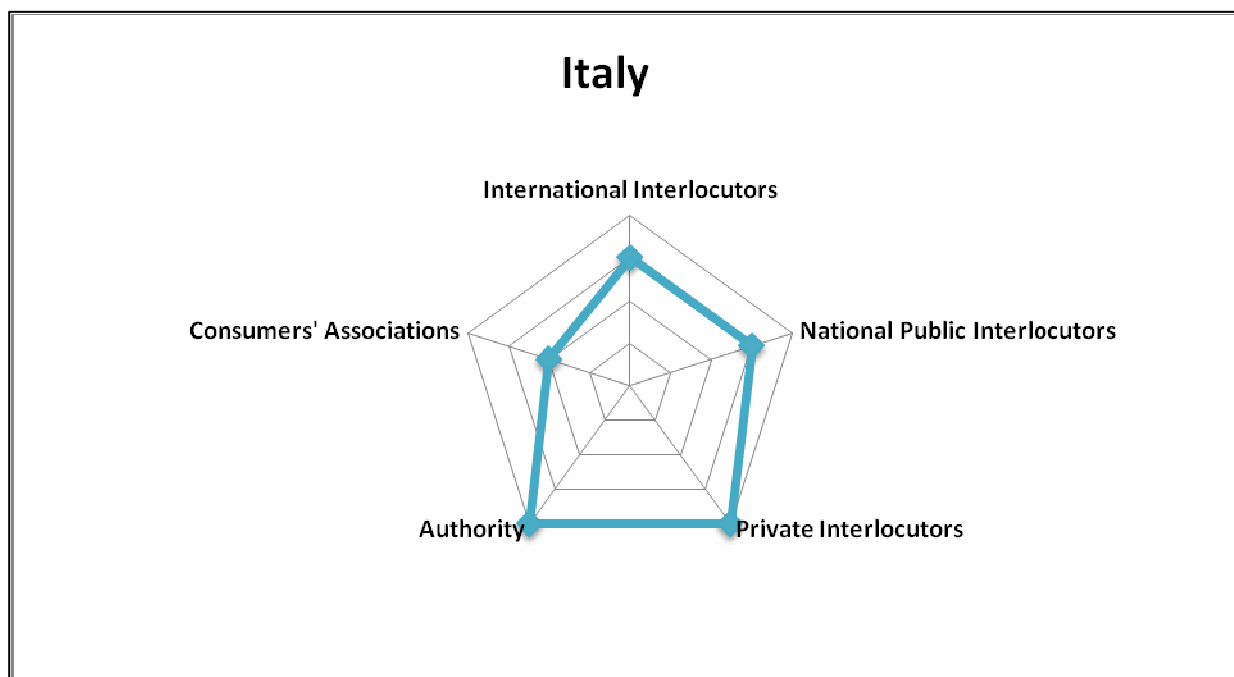 Italy
International Interlocutors
Consumers' Associations
National Public Interlocutors
Authority
Private Interlocutors